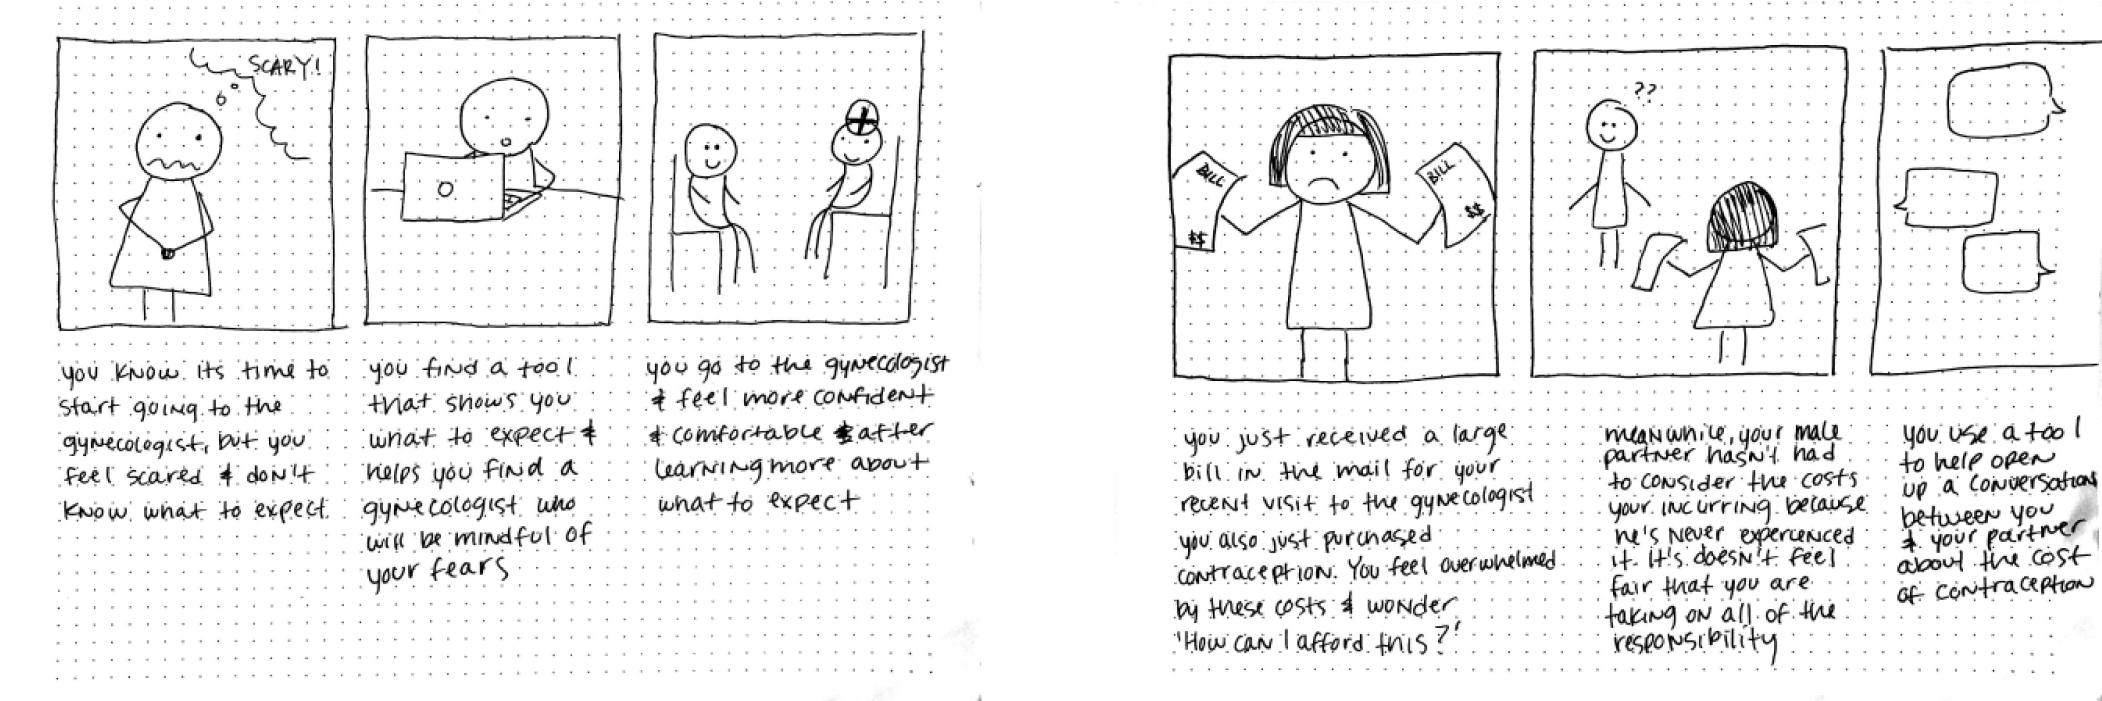 SCARY!
you know its time to
start going to the
gynecologist, but you
feel scared & don't
know what to expect
you find a tool
that shows you
what to expect &
helps you find a
gynecologist who
will be mindful of
your fears
you go to the gynecologist
& feel more confident
& comfortable & after
learning more about
what to expect
BILL
$$
BILL
$$
you just received a large
bill in the mail for your
recent visit to the gynecologist
you also just purchased
contraception. You feel overwhelmed
by these costs & wonder
'How can I afford this?'
??
meanwhile, your male
partner hasn't had
to consider the costs
your incurring because
he's never experienced
it. It's doesn't feel
fair that you are
taking on all of the
responsibility
you use a tool
to help open
up a conversation
between you
& your partner
about the cost
of contraception